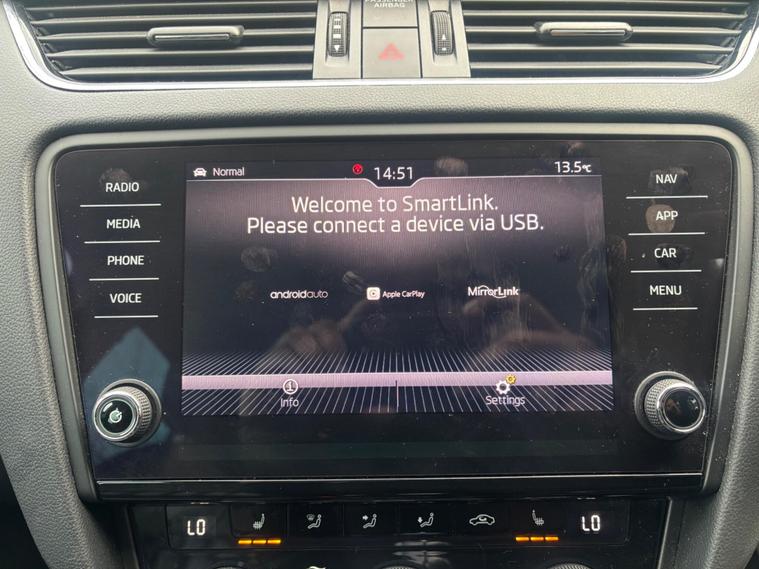 PASSENGER
AIRBAG
Normal
14:51
13.5°C
RADIO
MEDIA
PHONE
VOICE
Welcome to SmartLink.
Please connect a device via USB.
androidauto
Apple CarPlay
MirrorLink
Info
Settings
NAV
APP
CAR
MENU
LO
LO